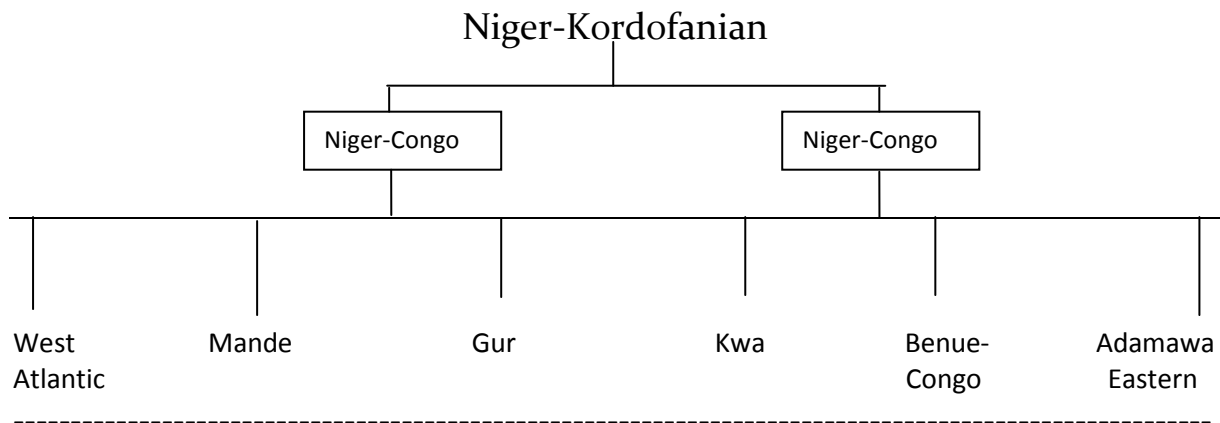 Niger-Kordofanian
Niger-Congo
Niger-Congo
West
Atlantic
Mande
Gur
Kwa
Benue-
Congo
Adamawa
Eastern